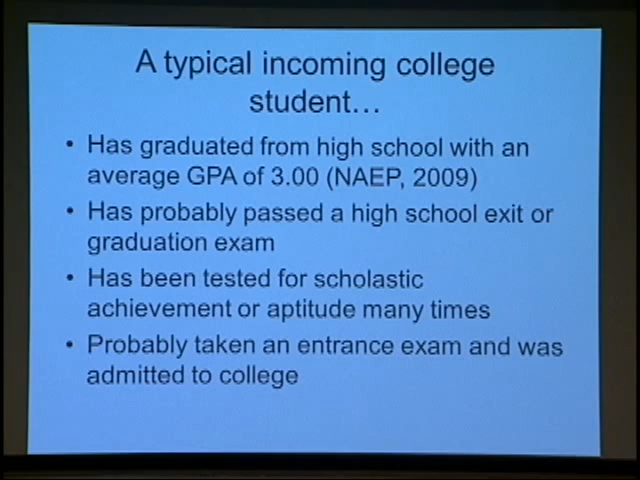 A typical incoming college
student…
• Has graduated from high school with an
average GPA of 3.00 (NAEP, 2009)
• Has probably passed a high school exit or
graduation exam
• Has been tested for scholastic
achievement or aptitude many times
• Probably taken an entrance exam and was
admitted to college